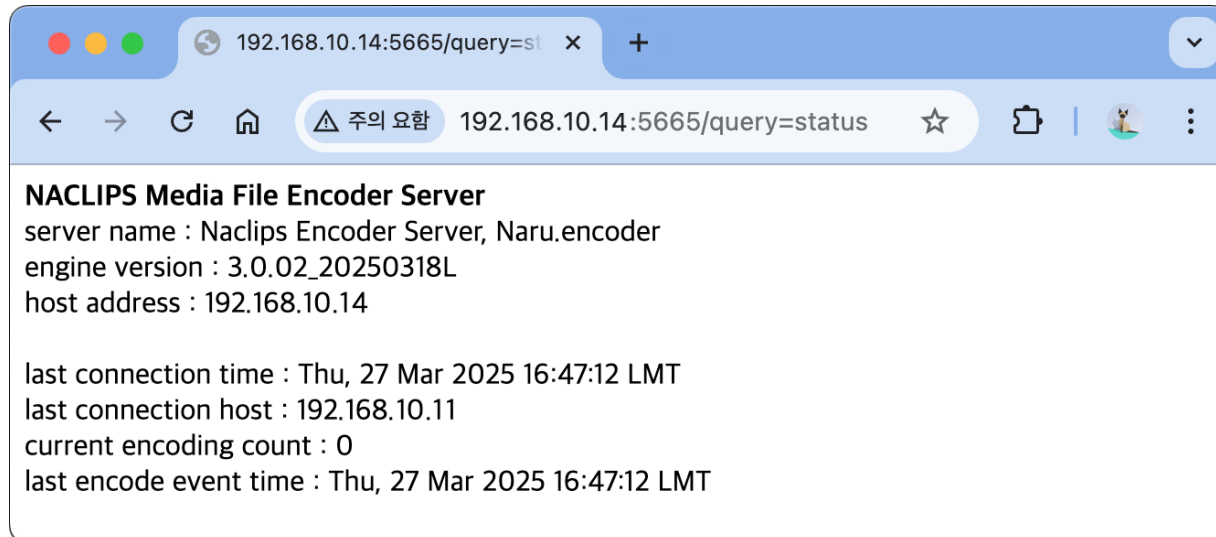 192.168.10.14:5665/query=st
주의 요함 192.168.10.14:5665/query=status
NACLIPS Media File Encoder Server
server name : Naclips Encoder Server, Naru.encoder
engine version : 3.0.02_20250318L
host address : 192.168.10.14
last connection time : Thu, 27 Mar 2025 16:47:12 LMT
last connection host : 192.168.10.11
current encoding count : 0
last encode event time : Thu, 27 Mar 2025 16:47:12 LMT